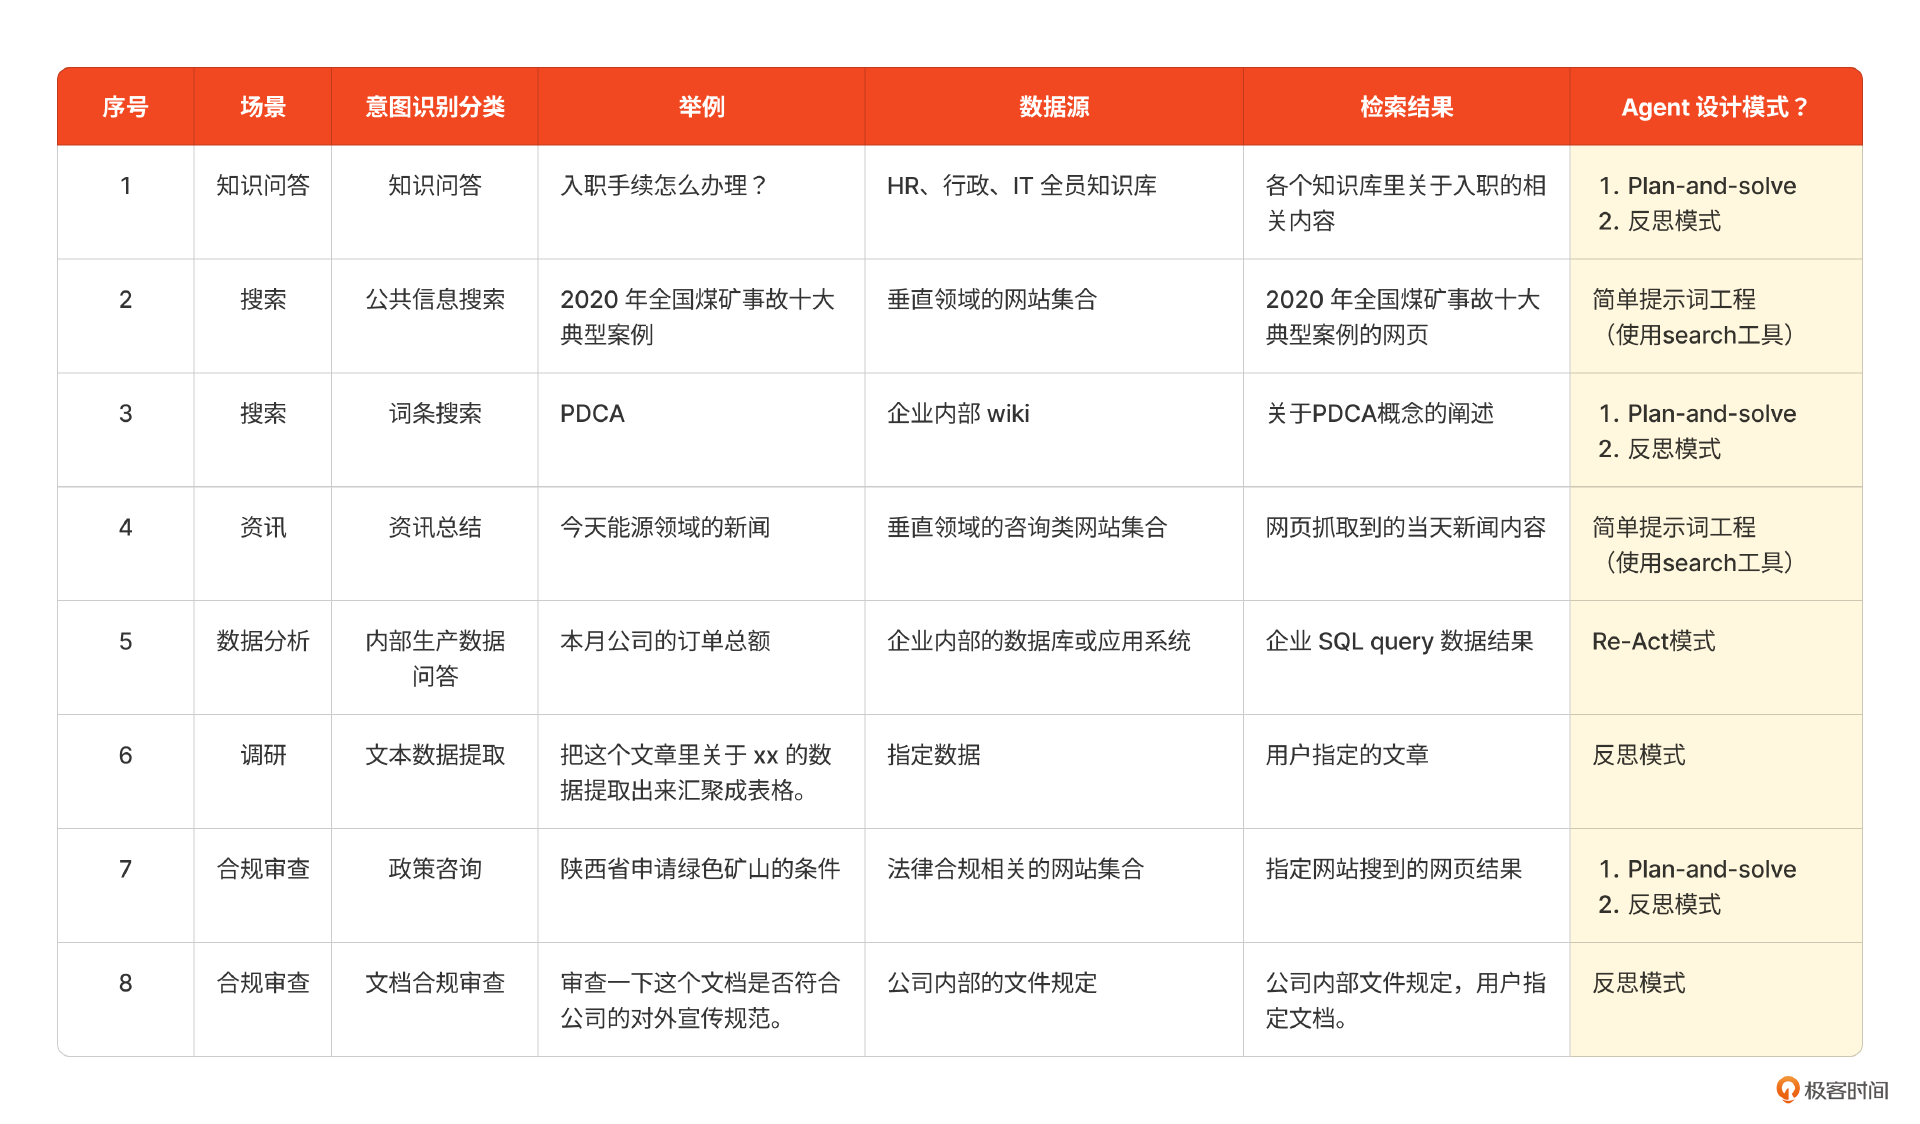 序号 场景 意图识别分类 举例 数据源 检索结果 Agent 设计模式？
1 知识问答 知识问答 入职手续怎么办理？ HR、行政、IT 全员知识库 各个知识库里关于入职的相 1. Plan-and-solve
关内容 2. 反思模式
2 搜索 公共信息搜索 2020 年全国煤矿事故十大 垂直领域的网站集合 2020 年全国煤矿事故十大 简单提示词工程
典型案例 典型案例的网页 （使用search工具）
3 搜索 词条搜索 PDCA 企业内部 wiki 关于PDCA概念的阐述 1. Plan-and-solve
2. 反思模式
4 资讯 资讯总结 今天能源领域的新闻 垂直领域的咨询类网站集合 网页抓取到的当天新闻内容 简单提示词工程
（使用search工具）
5 数据分析 内部生产数据 本月公司的订单总额 企业内部的数据库或应用系统 企业 SQL query 数据结果 Re-Act模式
问答
6 调研 文本数据提取 把这个文章里关于 xx 的数 指定数据 用户指定的文章 反思模式
据提取出来汇聚成表格。
7 合规审查 政策咨询 陕西省申请绿色矿山的条件 法律合规相关的网站集合 指定网站搜到的网页结果 1. Plan-and-solve
2. 反思模式
8 合规审查 文档合规审查 审查一下这个文档是否符合 公司内部的文件规定 公司内部文件规定，用户指 反思模式
公司的对外宣传规范。 定文档。
极客时间